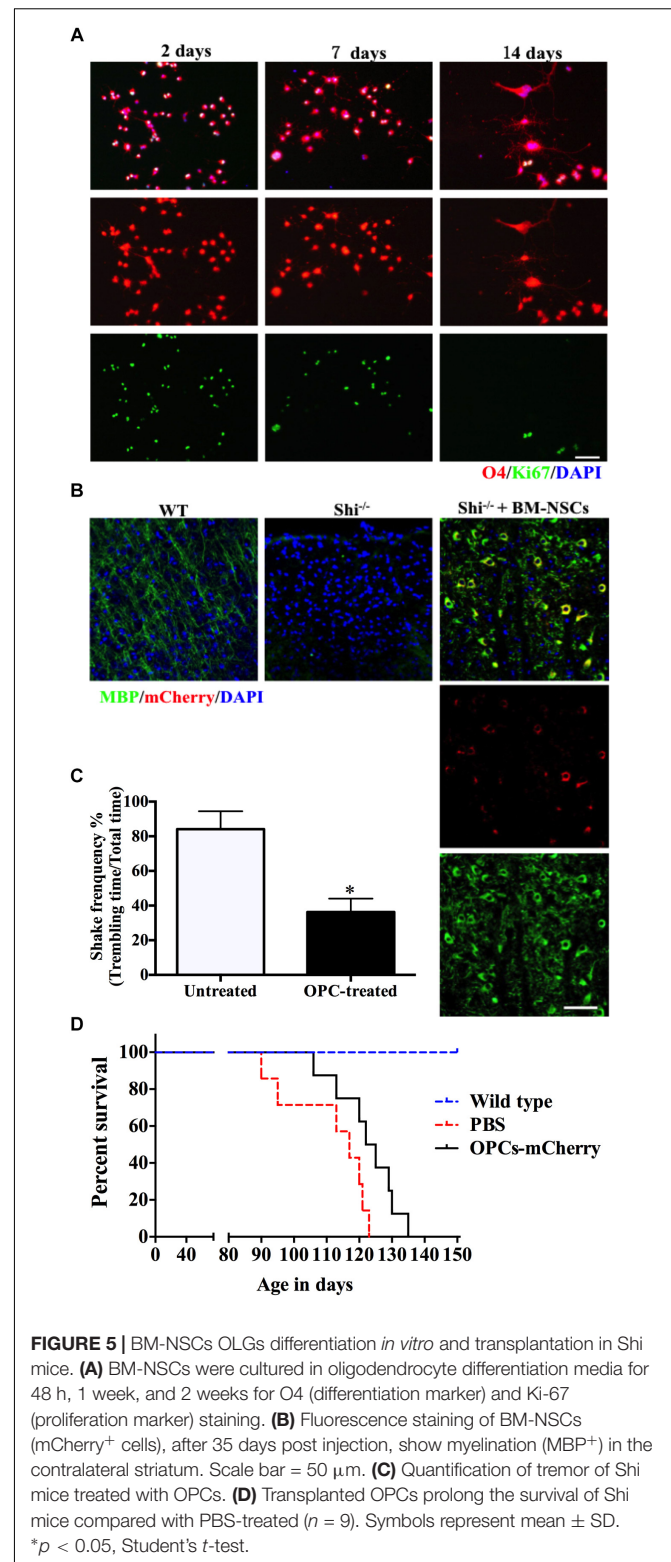 A
2 days
7 days
14 days
O4/Ki67/DAPI
B
WT
Shi-/-
Shi-/- + BM-NSCs
MBP/mCherry/DAPI
C
Shake frenquency %
(Trembling time/Total time)
100
80
60
40
20
0
*
Untreated
OPC-treated
D
Percent survival
100
80
60
40
20
0
0 40 80 90 100 110 120 130 140 150
Age in days
Wild type
PBS
OPCs-mCherry
FIGURE 5 | BM-NSCs OLGs differentiation in vitro and transplantation in Shi
mice. (A) BM-NSCs were cultured in oligodendrocyte differentiation media for
48 h, 1 week, and 2 weeks for O4 (differentiation marker) and Ki-67
(proliferation marker) staining. (B) Fluorescence staining of BM-NSCs
(mCherry+ cells), after 35 days post injection, show myelination (MBP+) in the
contralateral striatum. Scale bar = 50 μm. (C) Quantification of tremor of Shi
mice treated with OPCs. (D) Transplanted OPCs prolong the survival of Shi
mice compared with PBS-treated (n = 9). Symbols represent mean ± SD.
*p < 0.05, Student's t-test.